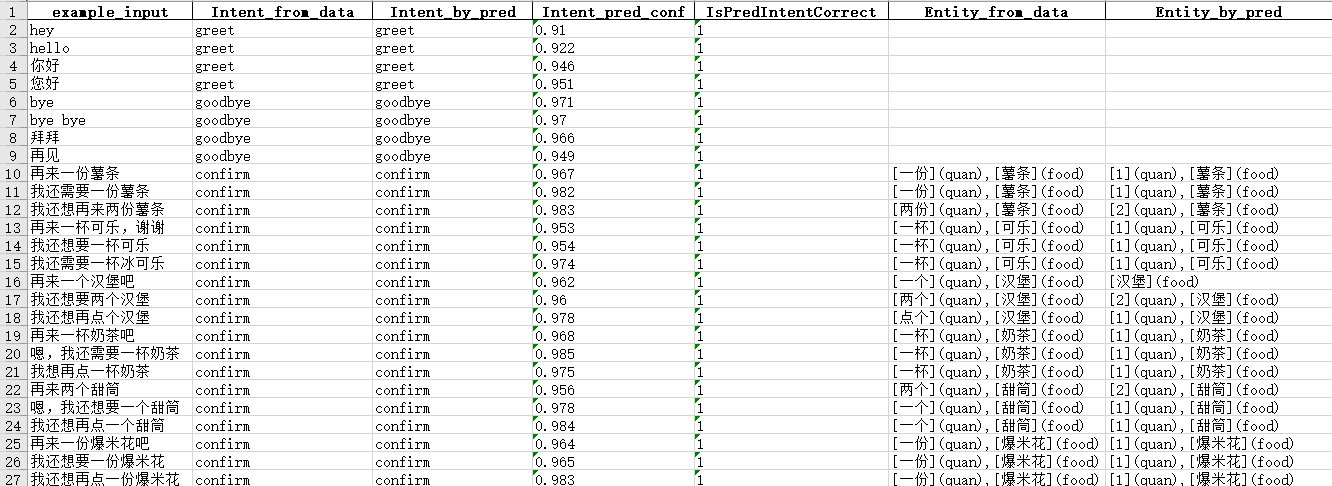 example_input Intent_from_data Intent_by_pred Intent_pred_conf IsPredIntentCorrect Entity_from_data Entity_by_pred
1
2 hey greet greet 0.91 1
3 hello greet greet 0.922 1
4 你好 greet greet 0.946 1
5 您好 greet greet 0.951 1
6 bye goodbye goodbye 0.971 1
7 bye bye goodbye goodbye 0.97 1
8 拜拜 goodbye goodbye 0.966 1
9 再见 goodbye goodbye 0.949 1
10 再来一份薯条 confirm confirm 0.967 1 [一份](quan),[薯条](food) [1](quan),[薯条](food)
11 我还需要一份薯条 confirm confirm 0.982 1 [一份](quan),[薯条](food) [1](quan),[薯条](food)
12 我还想再来两份薯条 confirm confirm 0.983 1 [两份](quan),[薯条](food) [2](quan),[薯条](food)
13 再来一杯可乐，谢谢 confirm confirm 0.953 1 [一杯](quan),[可乐](food) [1](quan),[可乐](food)
14 我还想要一杯可乐 confirm confirm 0.954 1 [一杯](quan),[可乐](food) [1](quan),[可乐](food)
15 我还需要一杯冰可乐 confirm confirm 0.974 1 [一杯](quan),[可乐](food) [1](quan),[可乐](food)
16 再来一个汉堡吧 confirm confirm 0.962 1 [一个](quan),[汉堡](food) [汉堡](food)
17 我还想要两个汉堡 confirm confirm 0.96 1 [两个](quan),[汉堡](food) [2](quan),[汉堡](food)
18 我还想再点个汉堡 confirm confirm 0.978 1 [点个](quan),[汉堡](food) [1](quan),[汉堡](food)
19 再来一杯奶茶吧 confirm confirm 0.968 1 [一杯](quan),[奶茶](food) [1](quan),[奶茶](food)
20 嗯，我还需要一杯奶茶 confirm confirm 0.985 1 [一杯](quan),[奶茶](food) [1](quan),[奶茶](food)
21 我想再点一杯奶茶 confirm confirm 0.975 1 [一杯](quan),[奶茶](food) [1](quan),[奶茶](food)
22 再来两个甜筒 confirm confirm 0.956 1 [两个](quan),[甜筒](food) [2](quan),[甜筒](food)
23 嗯，我还想要一个甜筒 confirm confirm 0.978 1 [一个](quan),[甜筒](food) [1](quan),[甜筒](food)
24 我还想再点一个甜筒 confirm confirm 0.984 1 [一个](quan),[甜筒](food) [1](quan),[甜筒](food)
25 再来一份爆米花吧 confirm confirm 0.964 1 [一份](quan),[爆米花](food) [1](quan),[爆米花](food)
26 我还想要一份爆米花 confirm confirm 0.965 1 [一份](quan),[爆米花](food) [1](quan),[爆米花](food)
27 我还想再点一份爆米花 confirm confirm 0.983 1 [一份](quan),[爆米花](food) [1](quan),[爆米花](food)